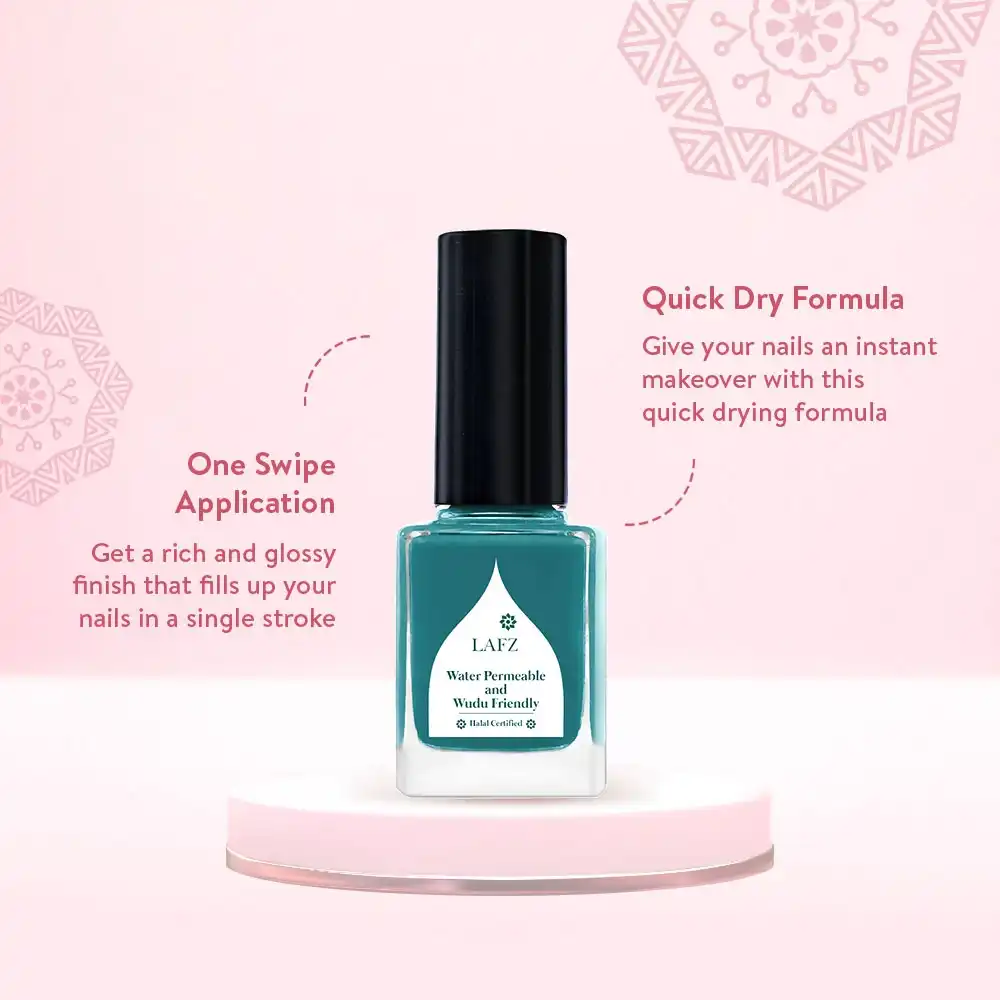 Quick Dry Formula
Give your nails an instant
makeover with this
quick drying formula
One Swipe
Application
Get a rich and glossy
finish that fills up your
nails in a single stroke
LAFZ
Water Permeable
and
Wudu Friendly
Halal Certified